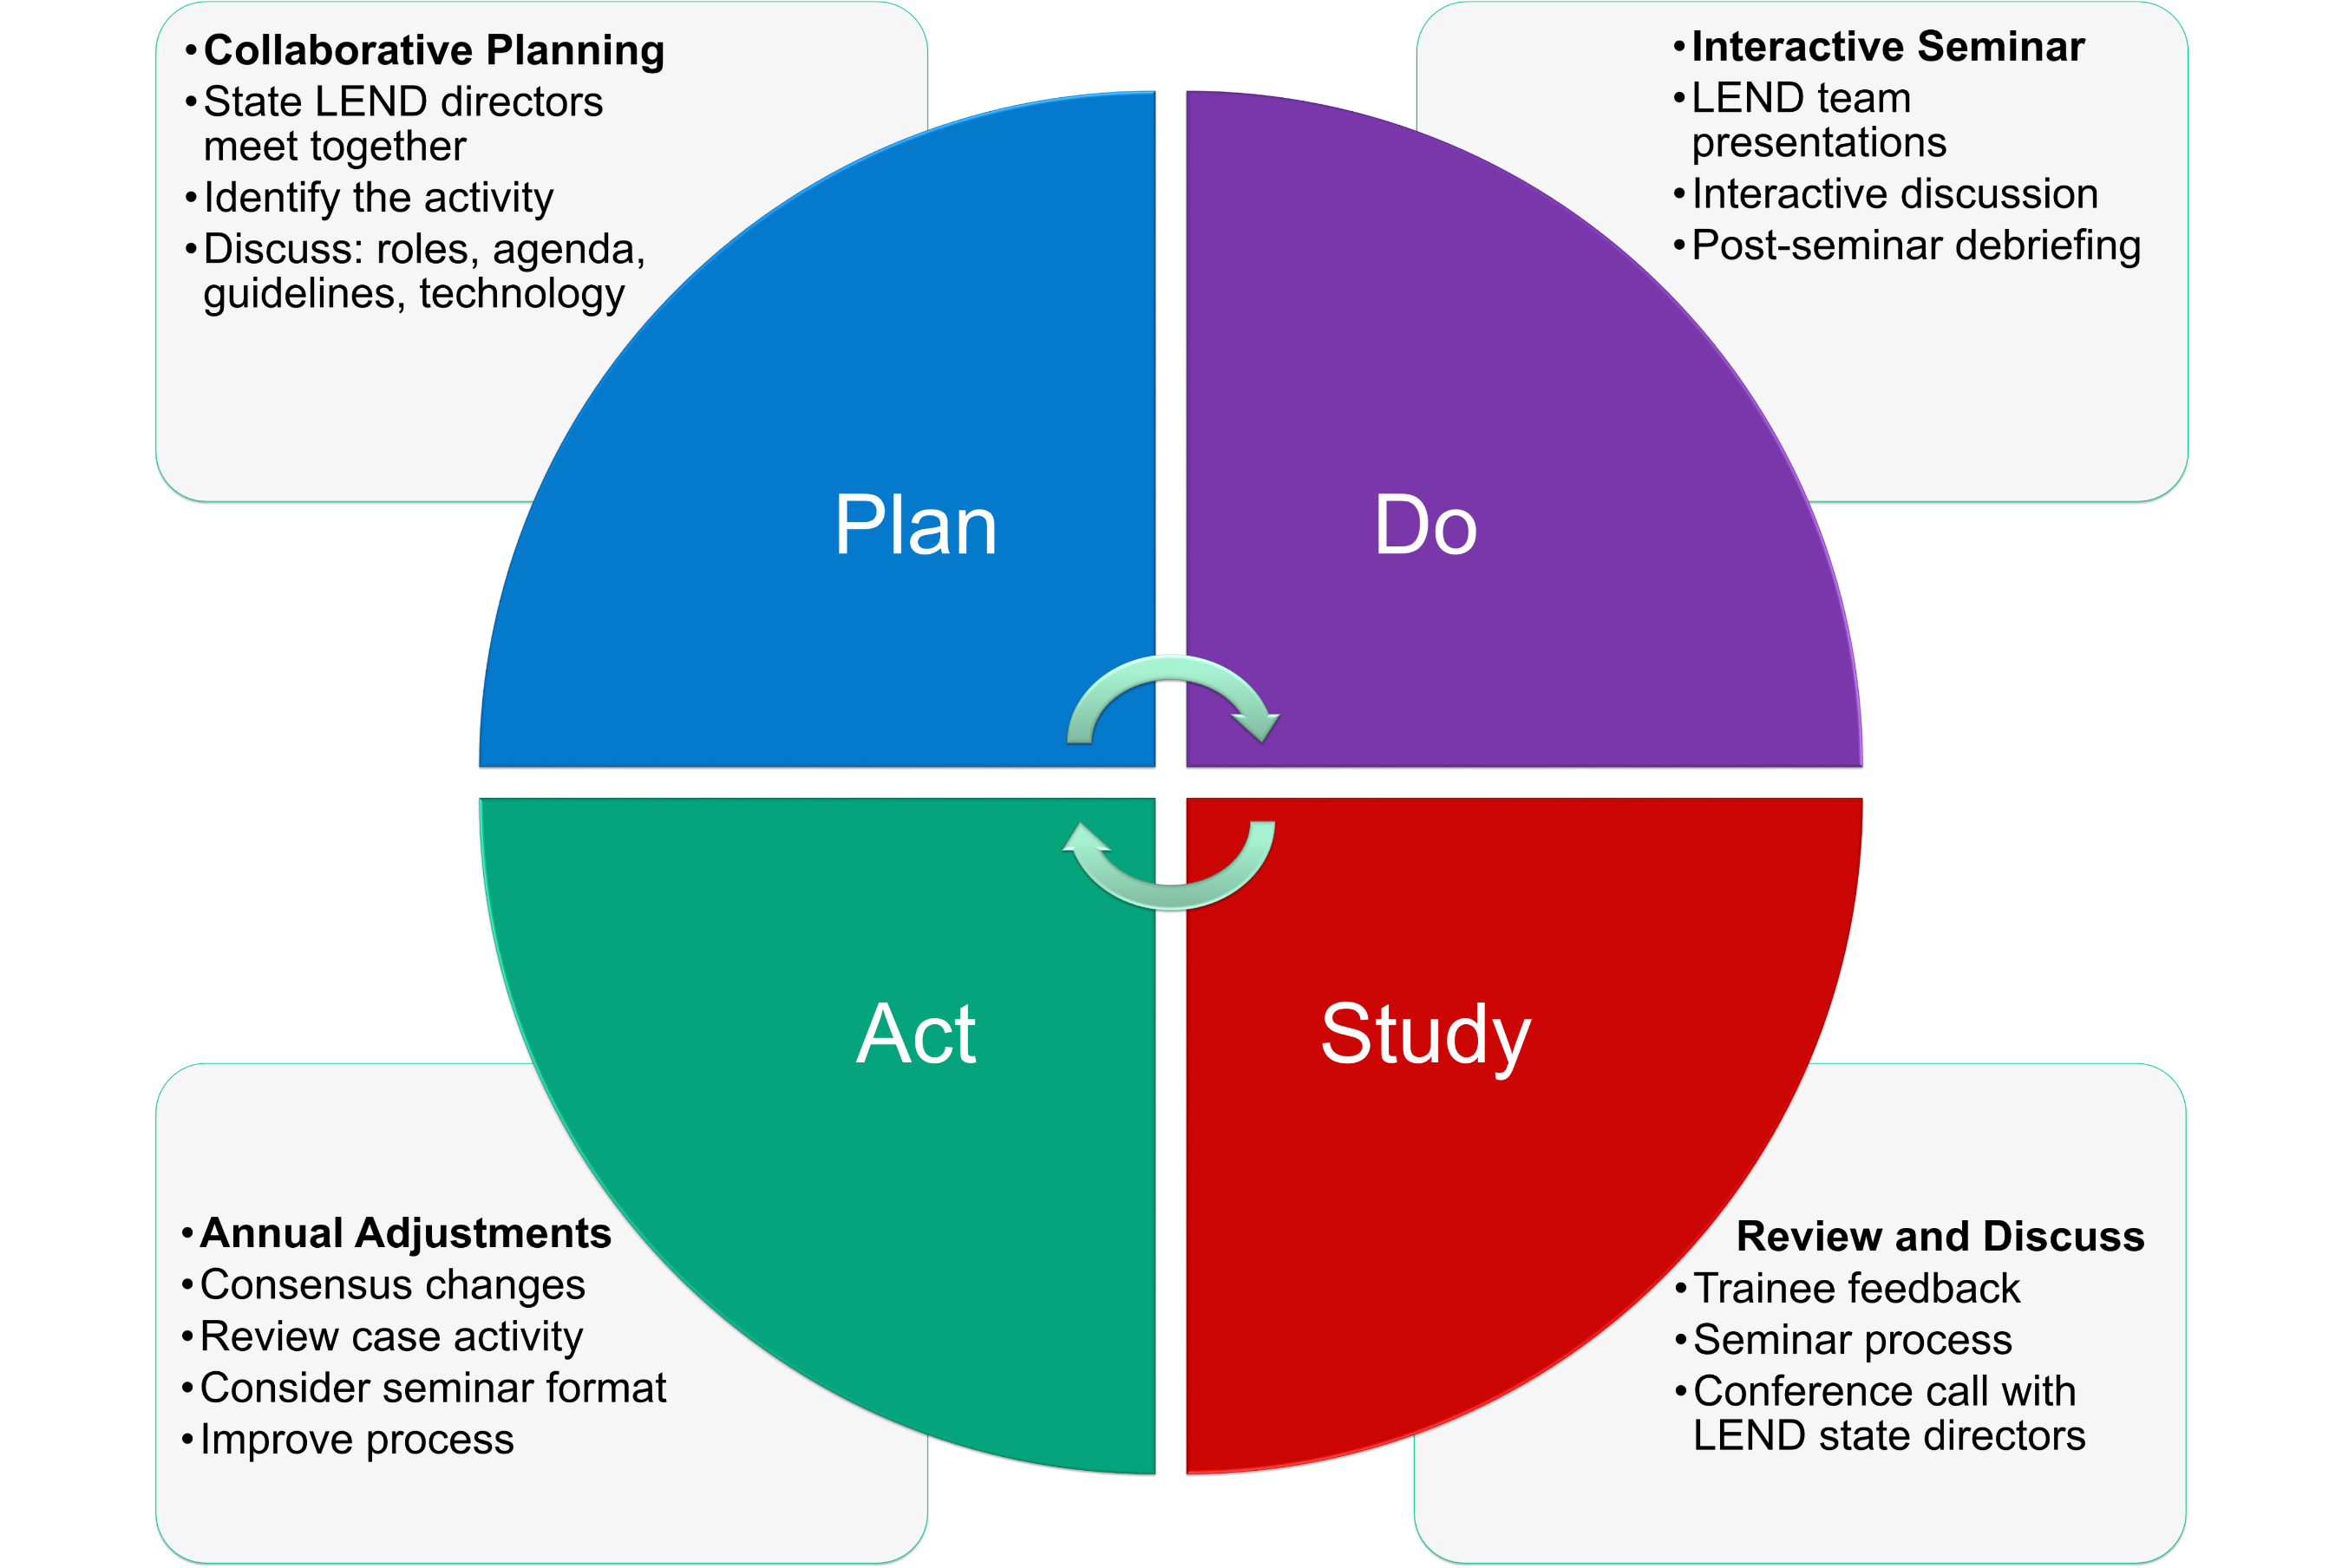 • Collaborative Planning
• State LEND directors
meet together
• Identify the activity
• Discuss: roles, agenda,
guidelines, technology
• Interactive Seminar
• LEND team
presentations
• Interactive discussion
• Post-seminar debriefing
Plan
Do
Act
Study
• Annual Adjustments
• Consensus changes
• Review case activity
• Consider seminar format
• Improve process
Review and Discuss
• Trainee feedback
• Seminar process
• Conference call with
LEND state directors